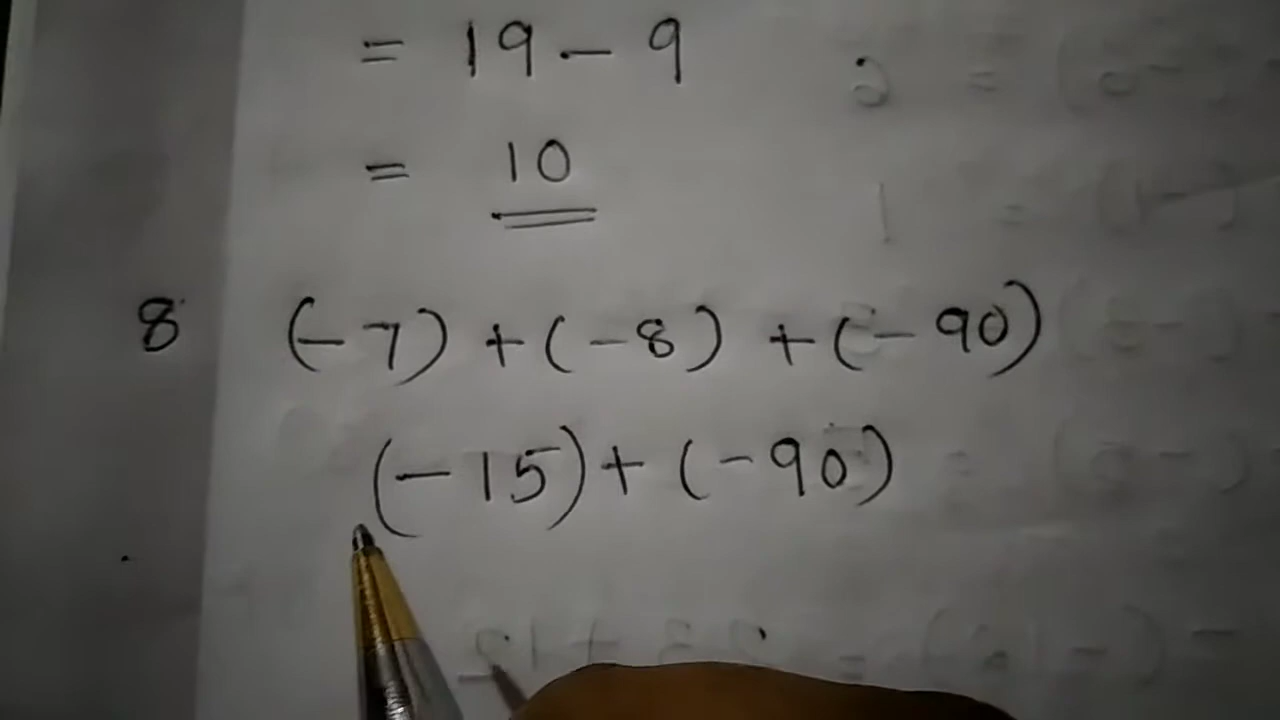 = 19 - 9
= 10
8 (-7) + (-8) + (-90)
(-15) + (-90)